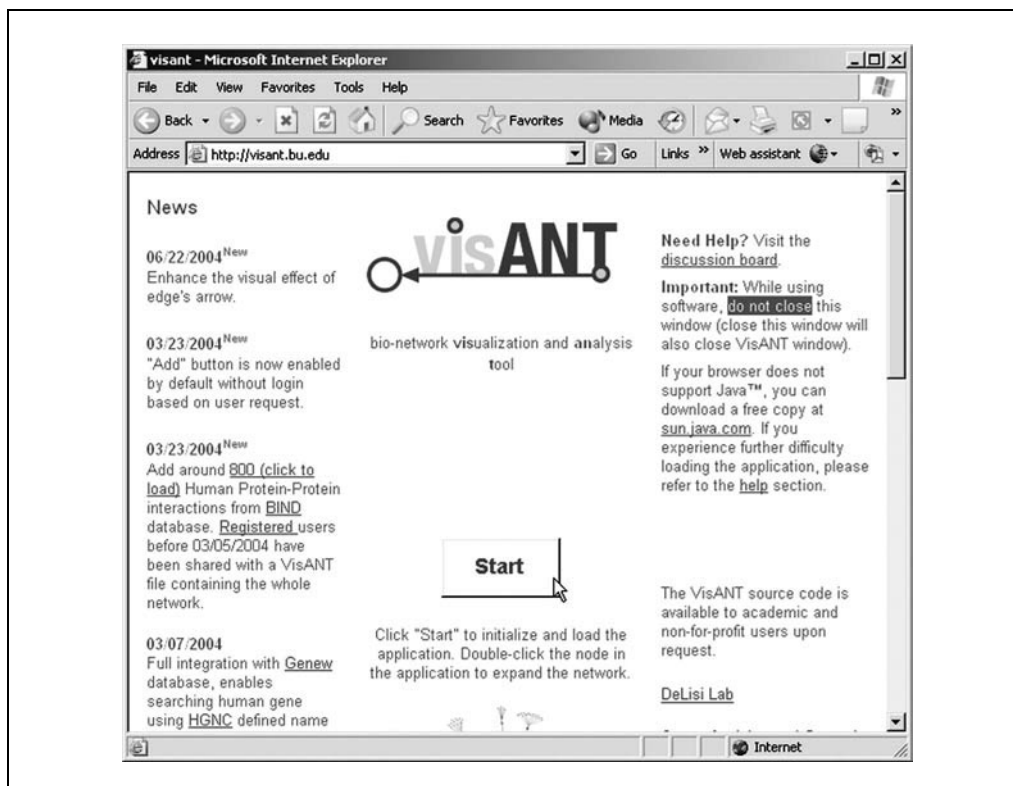 visant - Microsoft Internet Explorer
File Edit View Favorites Tools Help
Back Search Favorites Media »
Address http://visant.bu.edu Go Links » Web assistant
News
06/22/2004New
Enhance the visual effect of
edge's arrow.
03/23/2004New
"Add" button is now enabled
by default without login
based on user request.
03/23/2004New
Add around 800 (click to
load) Human Protein-Protein
interactions from BIND
database. Registered users
before 03/05/2004 have
been shared with a VisANT
file containing the whole
network.
03/07/2004
Full integration with Genew
database, enables
searching human gene
using HGNC defined name
visANT
bio-network visualization and analysis
tool
Start
Click "Start" to initialize and load the
application. Double-click the node in
the application to expand the network.
Need Help? Visit the
discussion board.
Important: While using
software, do not close this
window (close this window will
also close VisANT window).
If your browser does not
support Java™, you can
download a free copy at
sun.java.com. If you
experience further difficulty
loading the application, please
refer to the help section.
The VisANT source code is
available to academic and
non-for-profit users upon
request.
DeLisi Lab
Internet